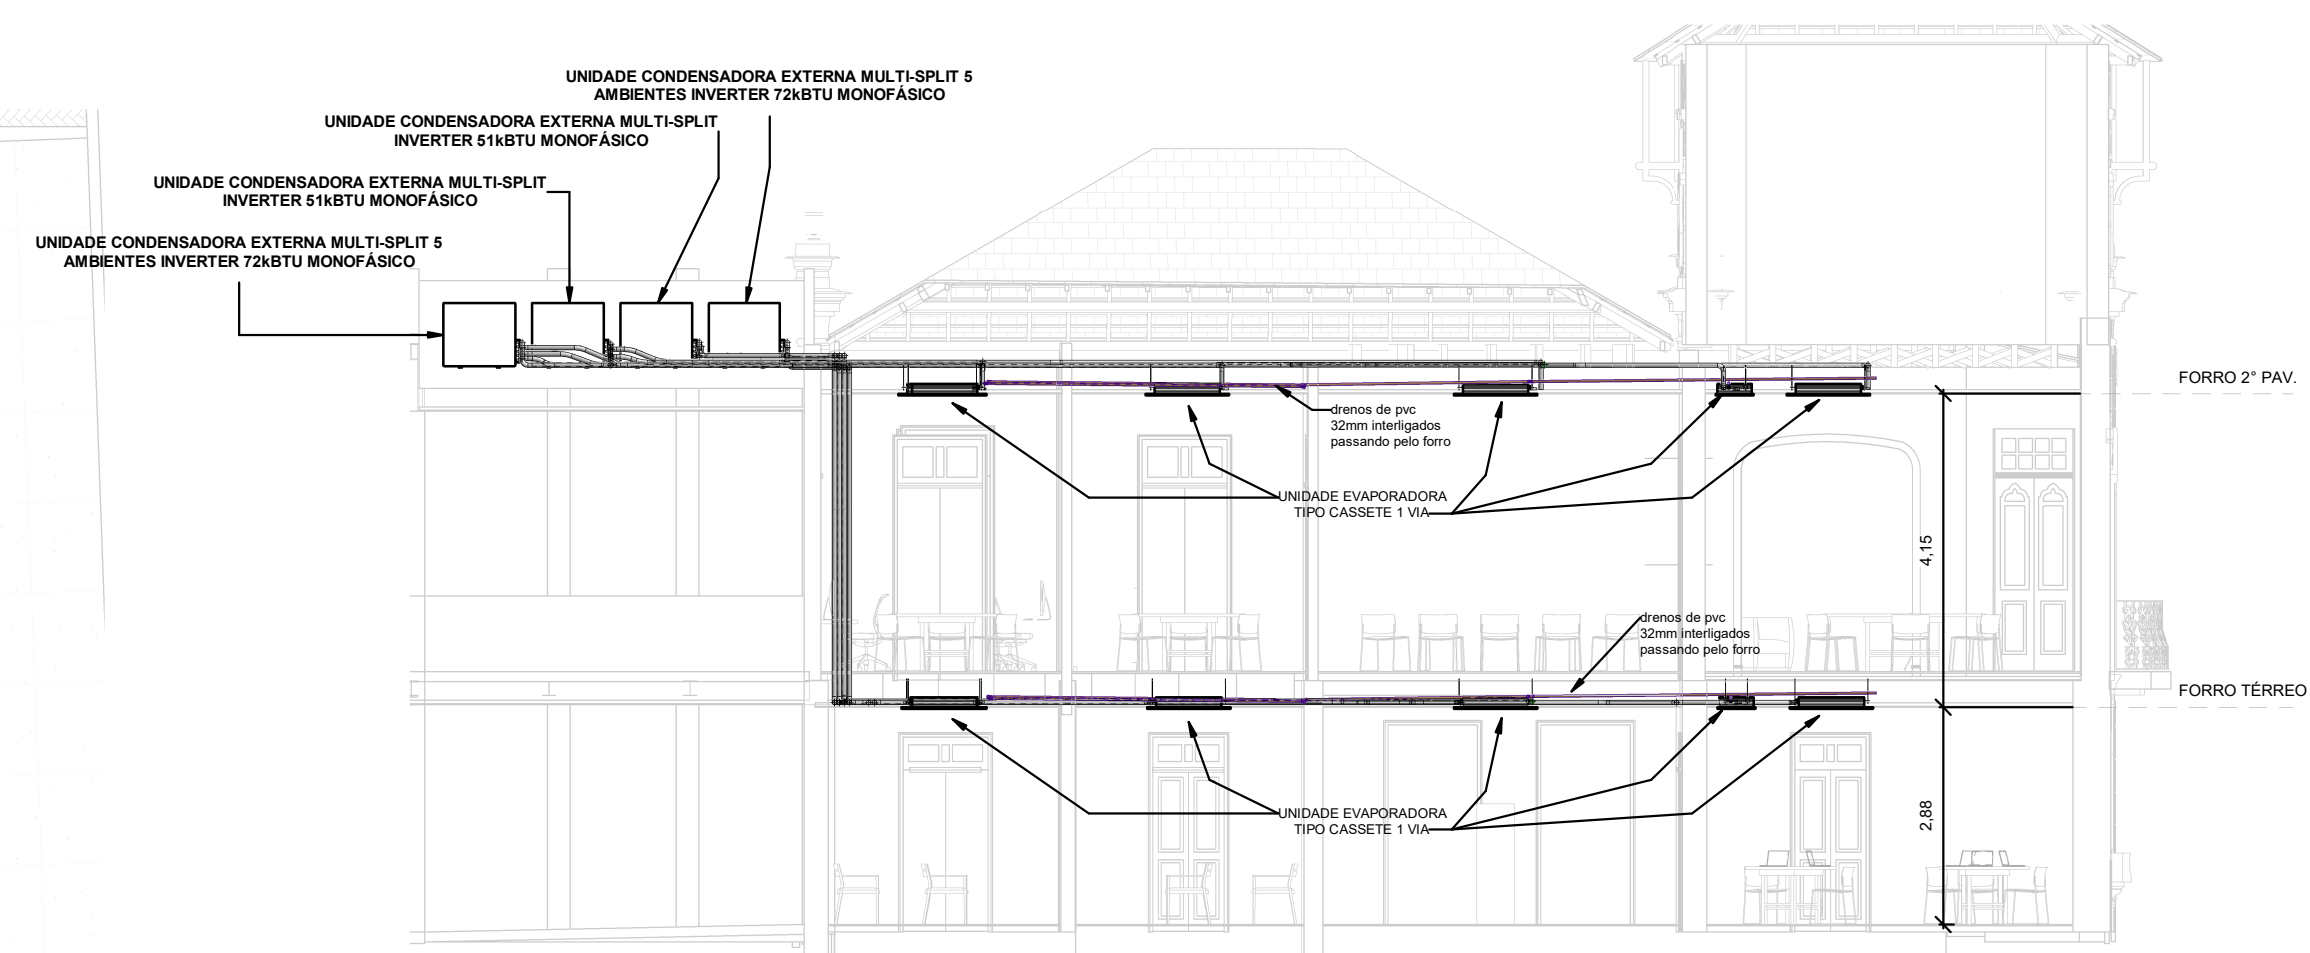 UNIDADE CONDENSADORA EXTERNA MULTI-SPLIT 5
AMBIENTES INVERTER 72kBTU MONOFÁSICO
UNIDADE CONDENSADORA EXTERNA MULTI-SPLIT
INVERTER 51kBTU MONOFÁSICO
UNIDADE CONDENSADORA EXTERNA MULTI-SPLIT
INVERTER 51kBTU MONOFÁSICO
UNIDADE CONDENSADORA EXTERNA MULTI-SPLIT 5
AMBIENTES INVERTER 72kBTU MONOFÁSICO
FORRO 2° PAV.
drenos de pvc
32mm interligados
passando pelo forro
UNIDADE EVAPORADORA
TIPO CASSETE 1 VIA
4,15
drenos de pvc
32mm interligados
passando pelo forro
FORRO TÉRREO
UNIDADE EVAPORADORA
TIPO CASSETE 1 VIA
2,88